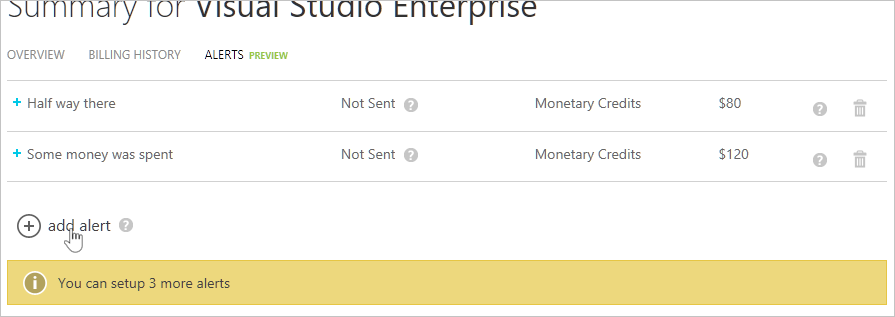 Summary for Visual Studio Enterprise
OVERVIEW BILLING HISTORY ALERTS PREVIEW
+ Half way there Not Sent ? Monetary Credits $80 ?
+ Some money was spent Not Sent ? Monetary Credits $120 ?
+ add alert ?
i You can setup 3 more alerts